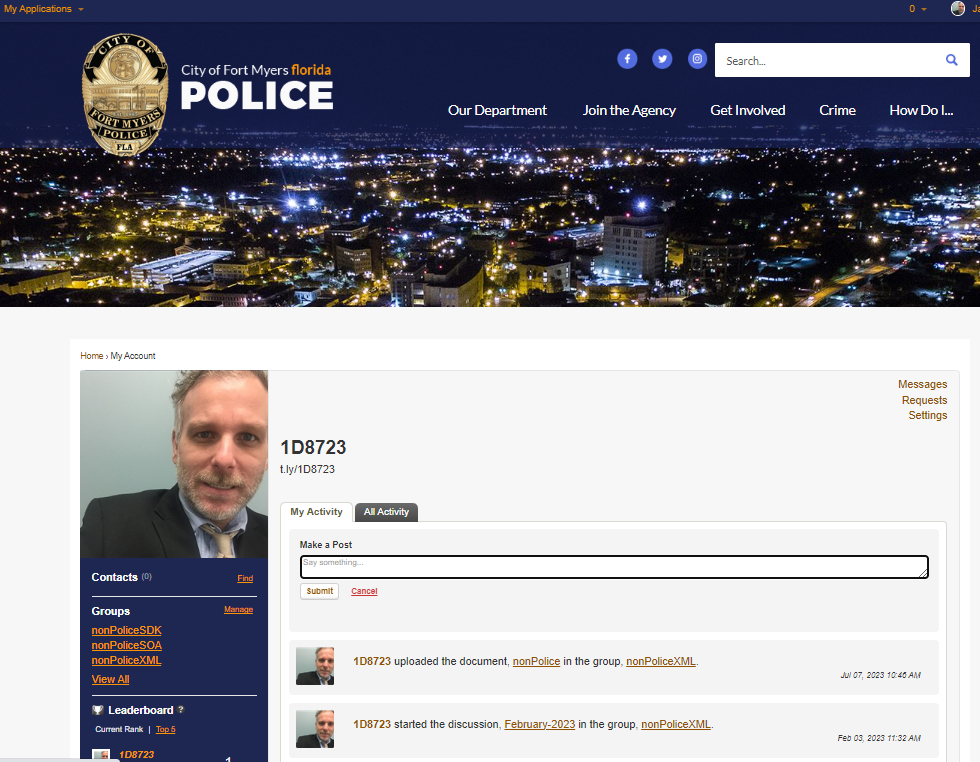 My Applications
0
Ja
CITY OF
FORT MYERS
POLICE
FLA
City of Fort Myers florida
POLICE
Search...
Our Department
Join the Agency
Get Involved
Crime
How Do I...
Home › My Account
Messages
Requests
Settings
1D8723
t.ly/1D8723
My Activity
All Activity
Make a Post
Say something...
Submit
Cancel
Contacts (0)
Find
Groups
Manage
nonPoliceSDK
nonPoliceSOA
nonPoliceXML
View All
Leaderboard ?
Current Rank | Top 5
1D8723
1
1D8723 uploaded the document, nonPolice in the group, nonPoliceXML.
Jul 07, 2023 10:46 AM
1D8723 started the discussion, February-2023 in the group, nonPoliceXML.
Feb 03, 2023 11:32 AM